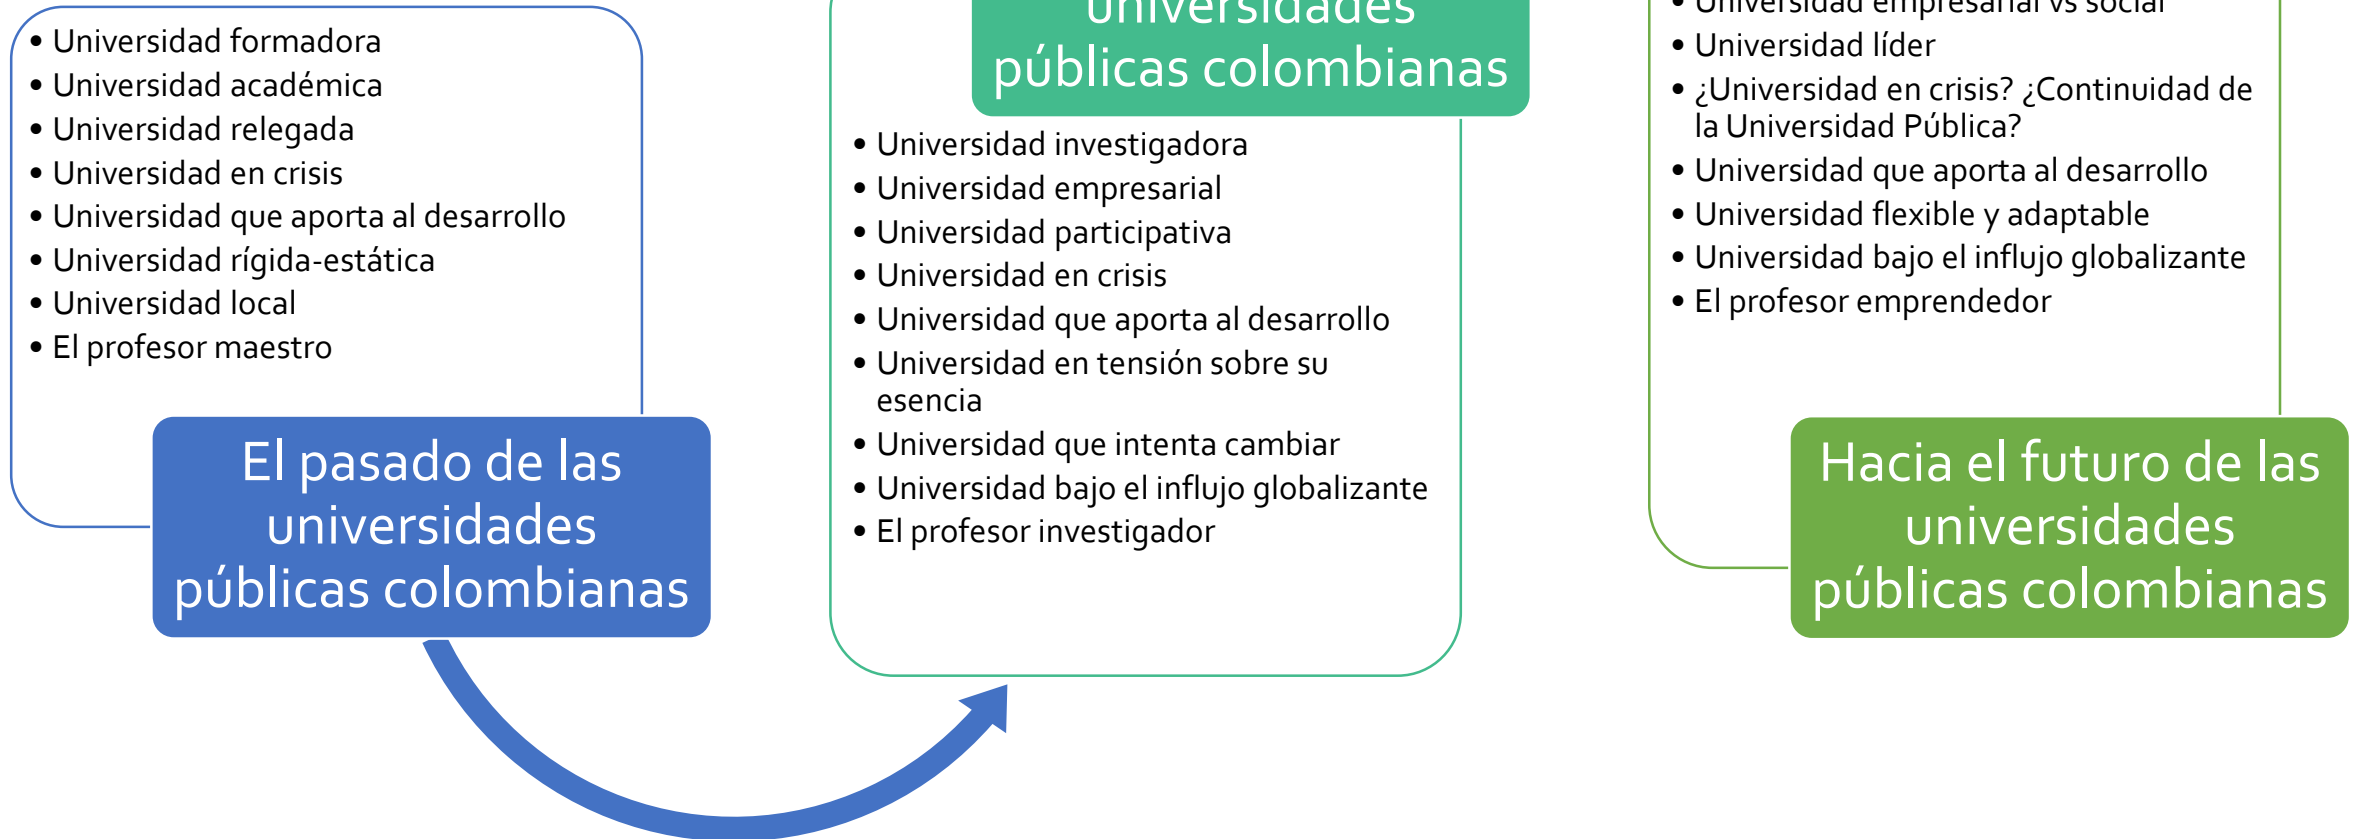 • Universidad formadora
• Universidad académica
• Universidad relegada
• Universidad en crisis
• Universidad que aporta al desarrollo
• Universidad rígida-estática
• Universidad local
• El profesor maestro
El pasado de las
universidades
públicas colombianas
universidades
públicas colombianas
• Universidad investigadora
• Universidad empresarial
• Universidad participativa
• Universidad en crisis
• Universidad que aporta al desarrollo
• Universidad en tensión sobre su
esencia
• Universidad que intenta cambiar
• Universidad bajo el influjo globalizante
• El profesor investigador
• Universidad empresarial vs social
• Universidad líder
• ¿Universidad en crisis? ¿Continuidad de
la Universidad Pública?
• Universidad que aporta al desarrollo
• Universidad flexible y adaptable
• Universidad bajo el influjo globalizante
• El profesor emprendedor
Hacia el futuro de las
universidades
públicas colombianas